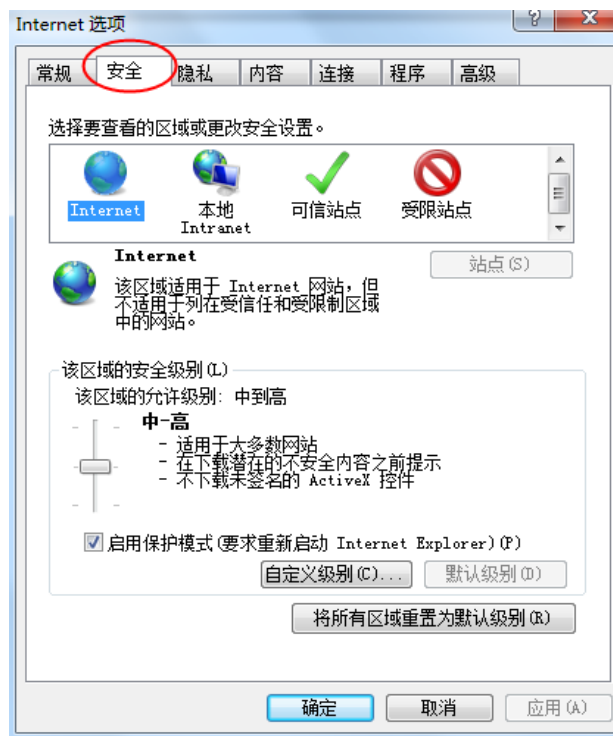 Internet 选项
常规 安全 隐私 内容 连接 程序 高级
选择要查看的区域或更改安全设置。
Internet 本地 可信站点 受限站点
Intranet
Internet
站点(S)
该区域适用于 Internet 网站,但
不适用于列在受信任和受限制区域
中的网站。
该区域的安全级别(L)
该区域的允许级别: 中到高
中-高
- 适用于大多数网站
- 在下载潜在的不安全内容之前提示
- 不下载未签名的 ActiveX 控件
启用保护模式(要求重新启动 Internet Explorer)(P)
自定义级别(C)... 默认级别(D)
将所有区域重置为默认级别(R)
确定 取消 应用(A)